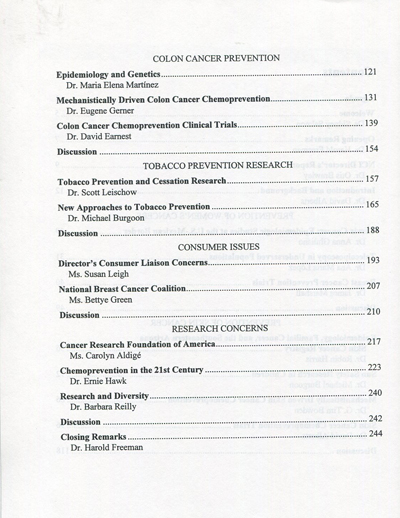 COLON CANCER PREVENTION
Epidemiology and Genetics.......... 121
Dr. Maria Elena Martínez
Mechanistically Driven Colon Cancer Chemoprevention.......... 131
Dr. Eugene Gerner
Colon Cancer Chemoprevention Clinical Trials.......... 139
Dr. David Earnest
Discussion .......... 154
TOBACCO PREVENTION RESEARCH
Tobacco Prevention and Cessation Research.......... 157
Dr. Scott Leischow
New Approaches to Tobacco Prevention .......... 165
Dr. Michael Burgoon
Discussion .......... 188
CONSUMER ISSUES
Director's Consumer Liaison Concerns.......... 193
Ms. Susan Leigh
National Breast Cancer Coalition.......... 207
Ms. Bettye Green
Discussion .......... 210
RESEARCH CONCERNS
Cancer Research Foundation of America.......... 217
Ms. Carolyn Aldigé
Chemoprevention in the 21st Century .......... 223
Dr. Ernie Hawk
Research and Diversity.......... 240
Dr. Barbara Reilly
Discussion .......... 242
Closing Remarks .......... 244
Dr. Harold Freeman